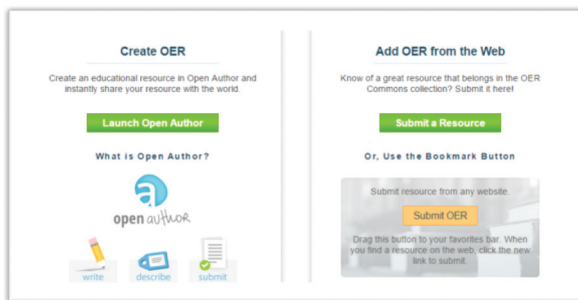 Create OER
Create an educational resource in Open Author and
instantly share your resource with the world.
Launch Open Author
What is Open Author?
a
open author
write
describe
submit
Add OER from the Web
Know of a great resource that belongs in the OER
Commons collection? Submit it here!
Submit a Resource
Or, Use the Bookmark Button
Submit resource from any website.
Submit OER
Drag this button to your favorites bar. When
you find a resource on the web, click the new
link to submit.